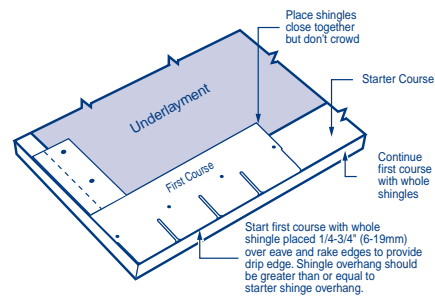 Place shingles
close together
but don't crowd
Underlayment
Starter Course
First Course
Continue
first course
with whole
shingles
Start first course with whole
shingle placed 1/4-3/4" (6-19mm)
over eave and rake edges to provide
drip edge. Shingle overhang should
be greater than or equal to
starter shinge overhang.